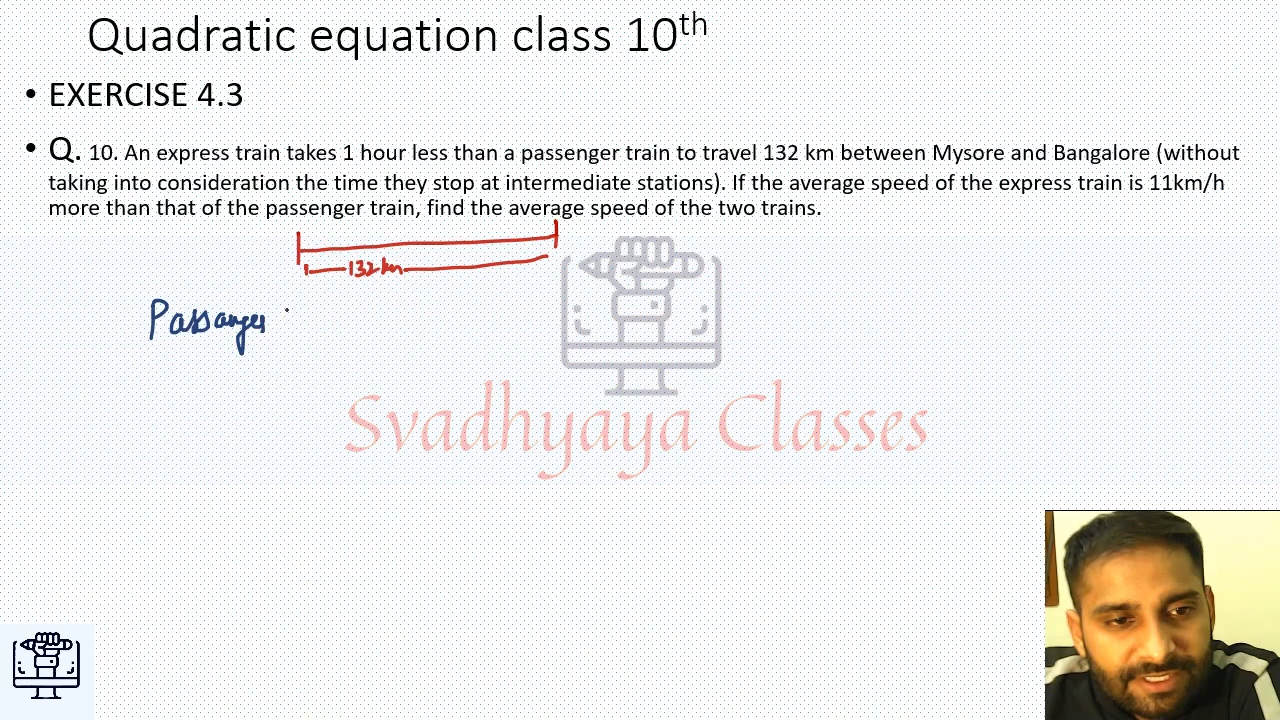 Quadratic equation class 10th
• EXERCISE 4.3
• Q. 10. An express train takes 1 hour less than a passenger train to travel 132 km between Mysore and Bangalore (without
taking into consideration the time they stop at intermediate stations). If the average speed of the express train is 11km/h
more than that of the passenger train, find the average speed of the two trains.
132 km
Passanger
Svadhyaya Classes